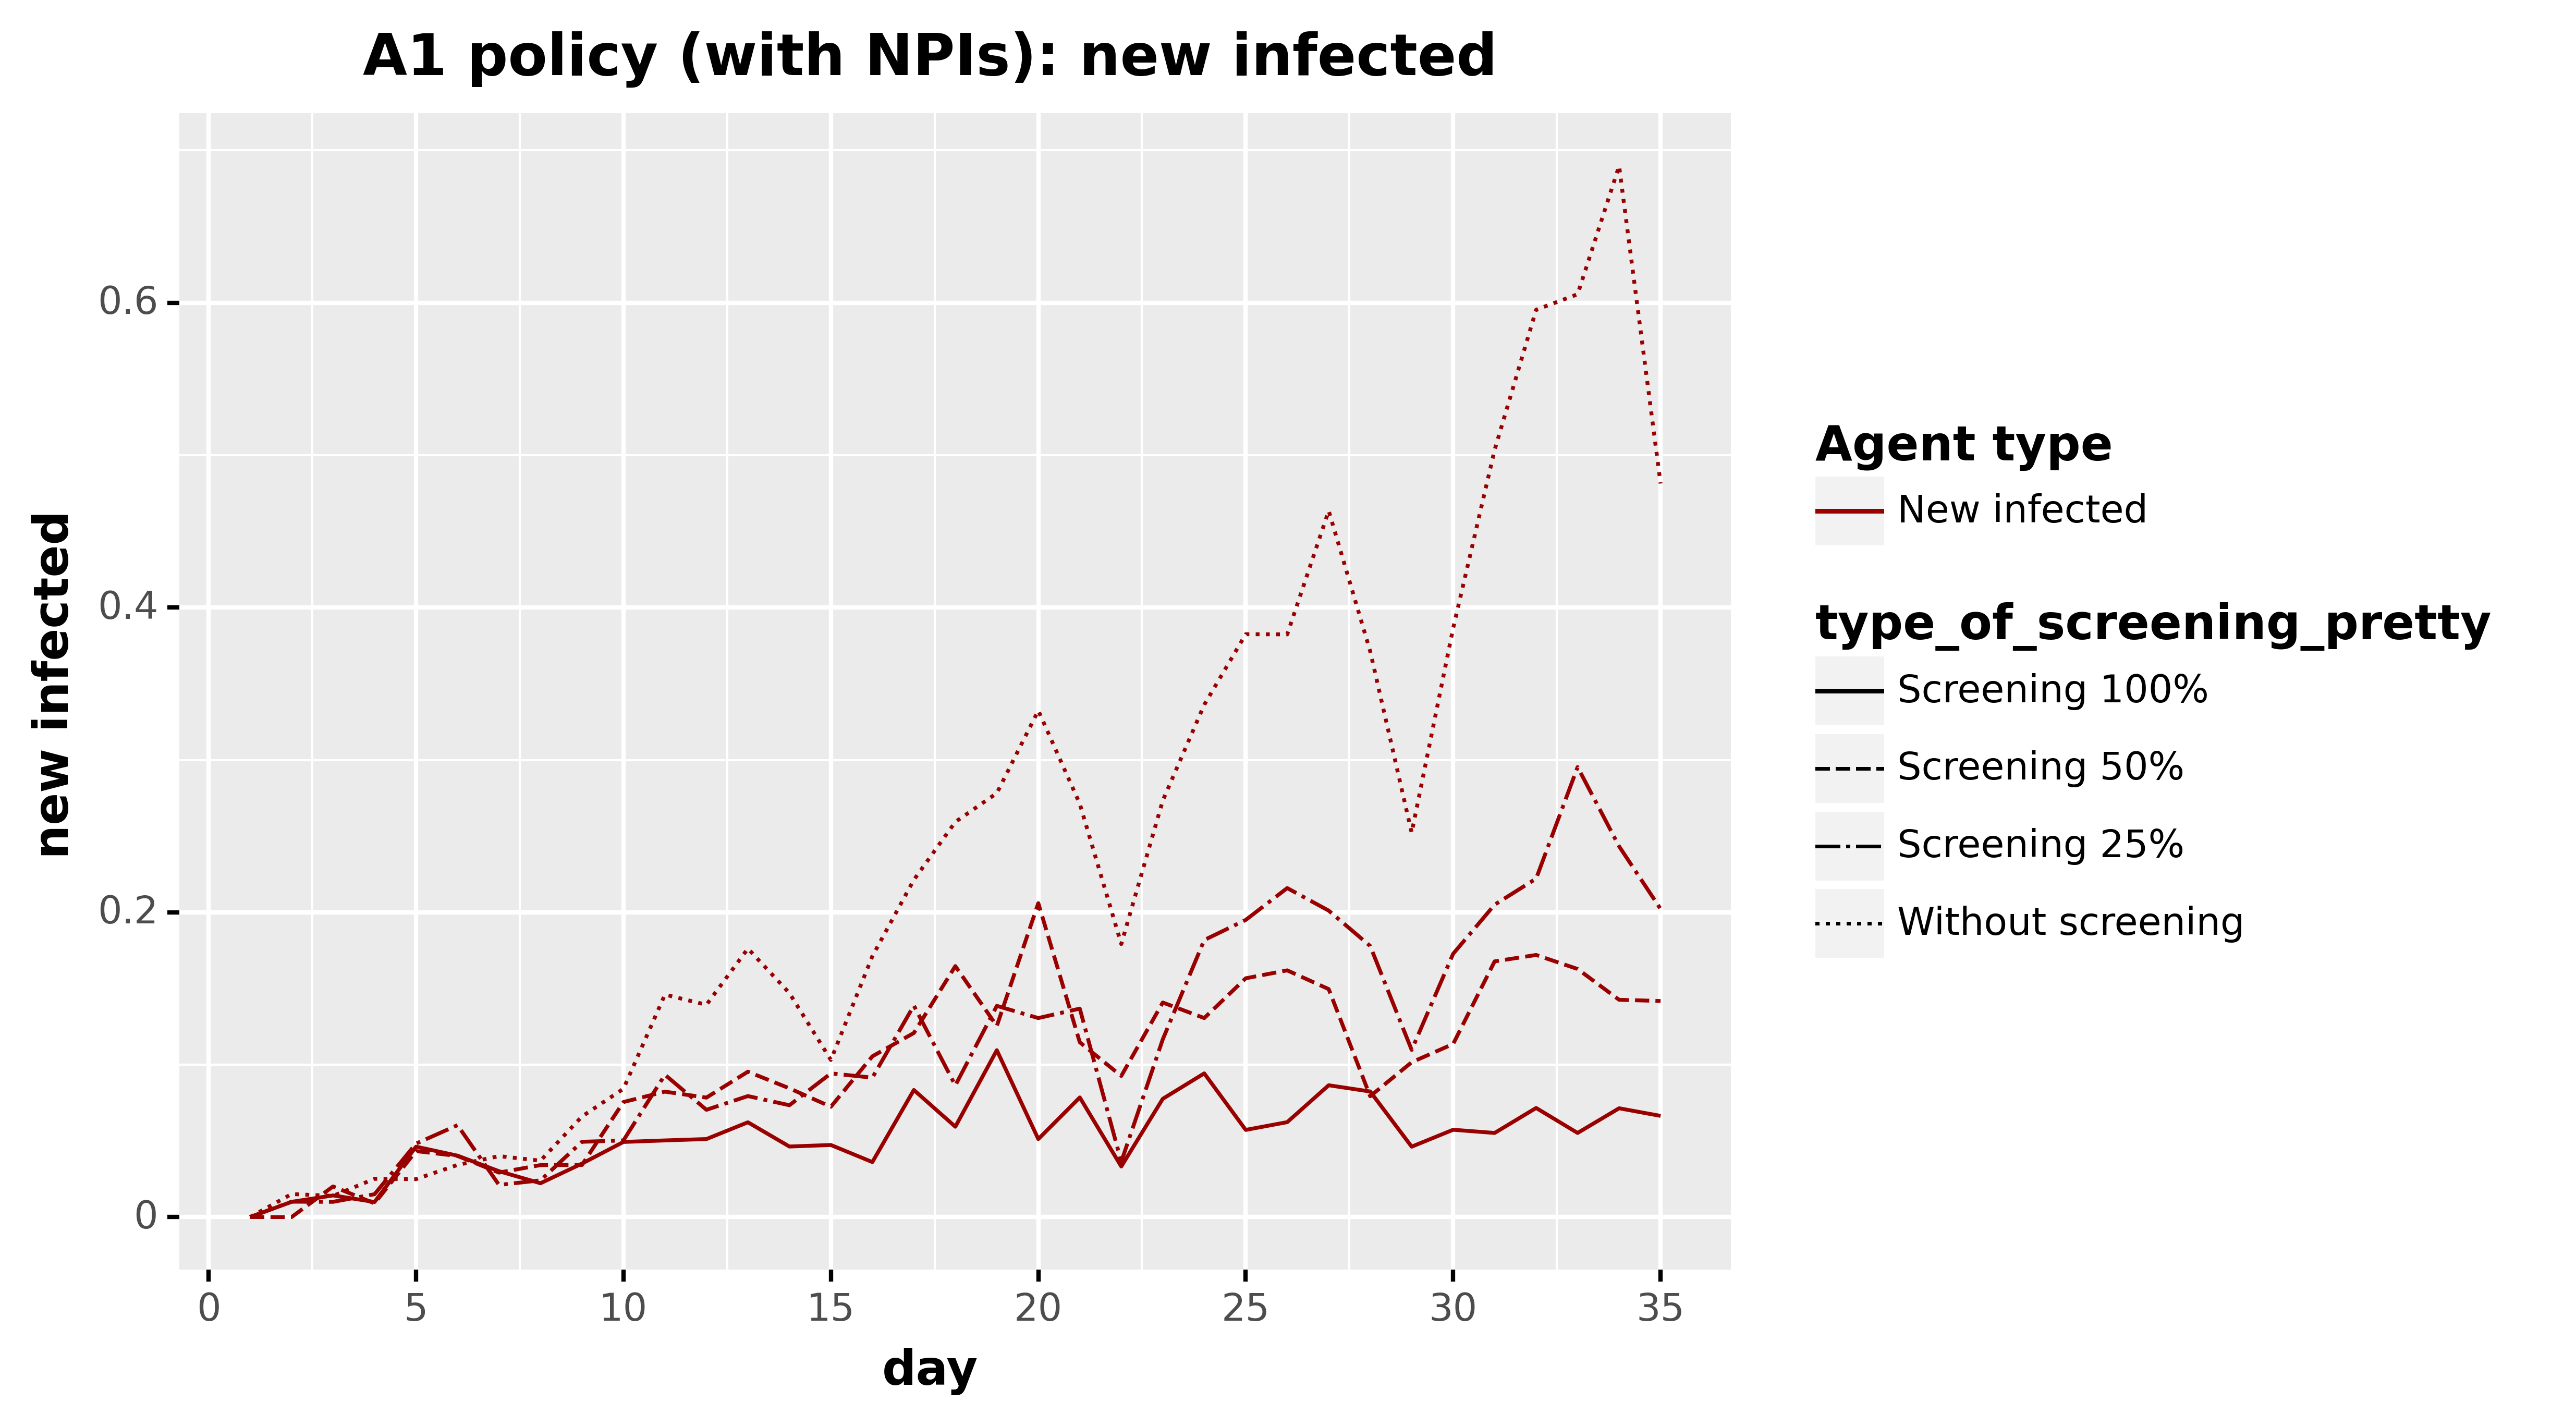 A1 policy (with NPIs): new infected
new infected
0.6
0.4
0.2
0
0 5 10 15 20 25 30 35
day
Agent type
New infected
type_of_screening_pretty
Screening 100%
Screening 50%
Screening 25%
Without screening